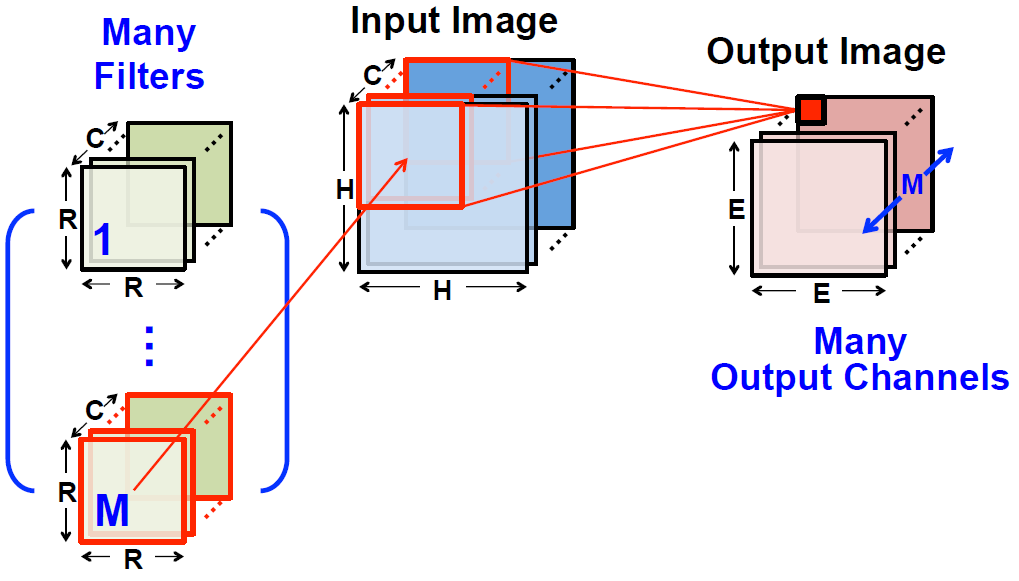 Many
Filters
C
R
1
R
⋮
C
R
M
R
Input Image
C
H
H
Output Image
E
M
E
Many
Output Channels